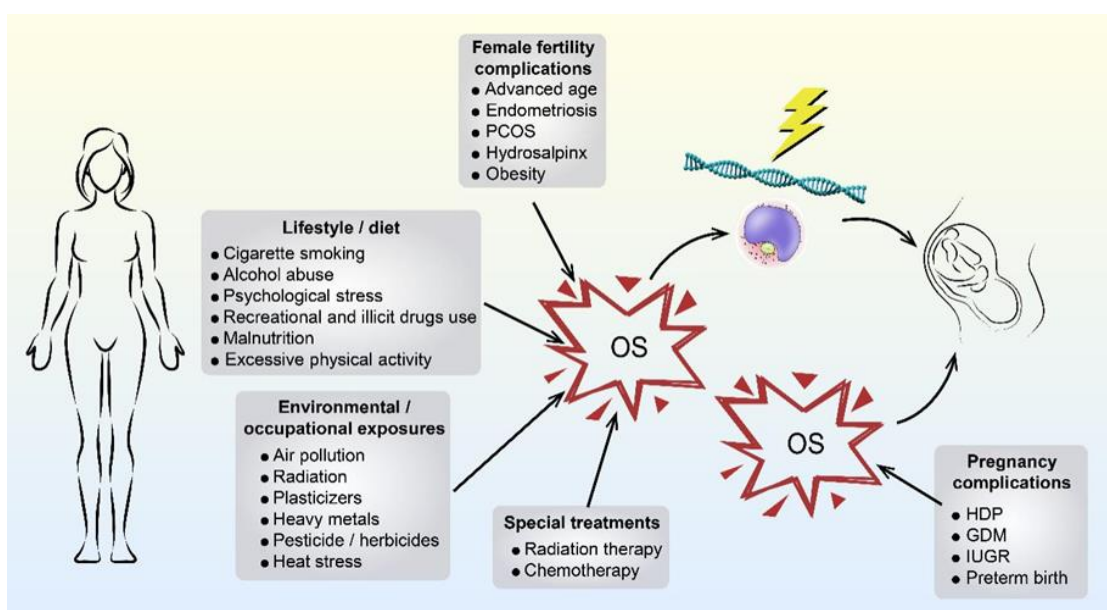 Female fertility
complications
● Advanced age
● Endometriosis
● PCOS
● Hydrosalpinx
● Obesity
Lifestyle / diet
● Cigarette smoking
● Alcohol abuse
● Psychological stress
● Recreational and illicit drugs use
● Malnutrition
● Excessive physical activity
OS
Environmental /
occupational exposures
● Air pollution
● Radiation
● Plasticizers
● Heavy metals
● Pesticide / herbicides
● Heat stress
Special treatments
● Radiation therapy
● Chemotherapy
OS
Pregnancy
complications
● HDP
● GDM
● IUGR
● Preterm birth